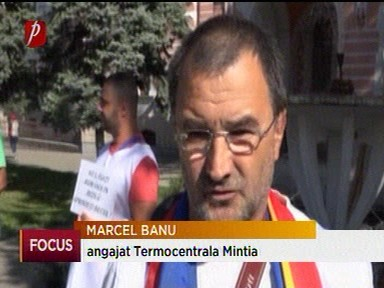 MARCEL BANU
FOCUS
angajat Termocentrala Mintia